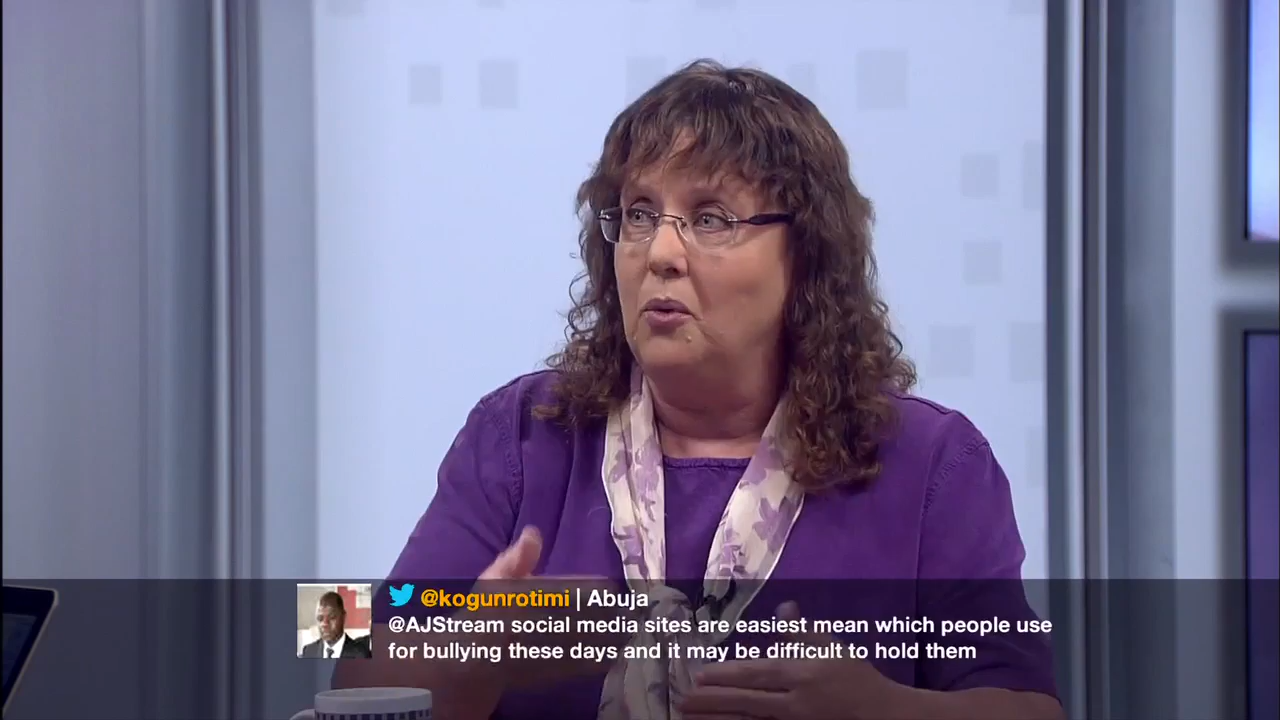 @kogunrotimi | Abuja
@AJStream social media sites are easiest mean which people use
for bullying these days and it may be difficult to hold them